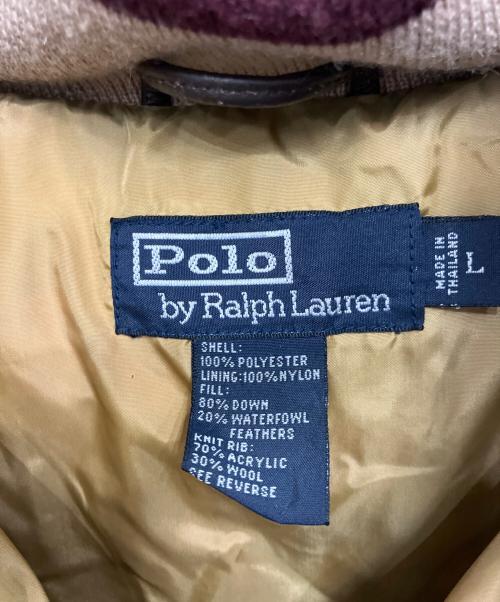 Polo
by Ralph Lauren
MADE IN
THAILAND
L
SHELL:
100% POLYESTER
LINING:100% NYLON
FILL:
80% DOWN
20% WATERFOWL
FEATHERS
KNIT RIB:
70% ACRYLIC
30% WOOL
SEE REVERSE